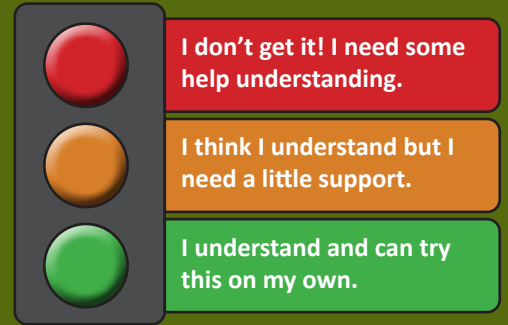 I don’t get it! I need some
help understanding.
I think I understand but I
need a little support.
I understand and can try
this on my own.